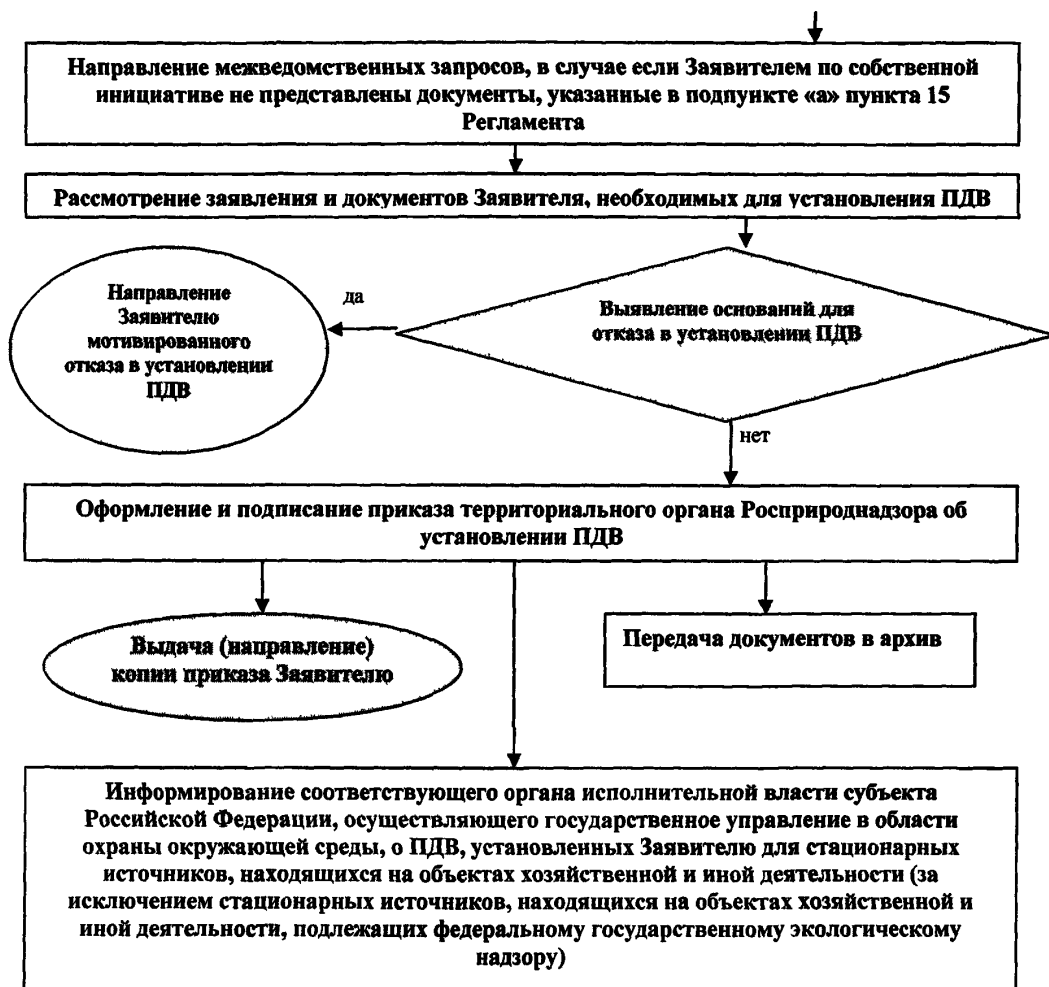 Направление межведомственных запросов, в случае если Заявителем по собственной
инициативе не представлены документы, указанные в подпункте «а» пункта 15
Регламента
Рассмотрение заявления и документов Заявителя, необходимых для установления ПДВ
Направление
Заявителю
мотивированного
отказа в установлении
ПДВ
да
Выявление оснований для
отказа в установлении ПДВ
нет
Оформление и подписание приказа территориального органа Росприроднадзора об
установлении ПДВ
Выдача (направление)
копии приказа Заявителю
Передача документов в архив
Информирование соответствующего органа исполнительной власти субъекта
Российской Федерации, осуществляющего государственное управление в области
охраны окружающей среды, о ПДВ, установленных Заявителю для стационарных
источников, находящихся на объектах хозяйственной и иной деятельности (за
исключением стационарных источников, находящихся на объектах хозяйственной и
иной деятельности, подлежащих федеральному государственному экологическому
надзору)